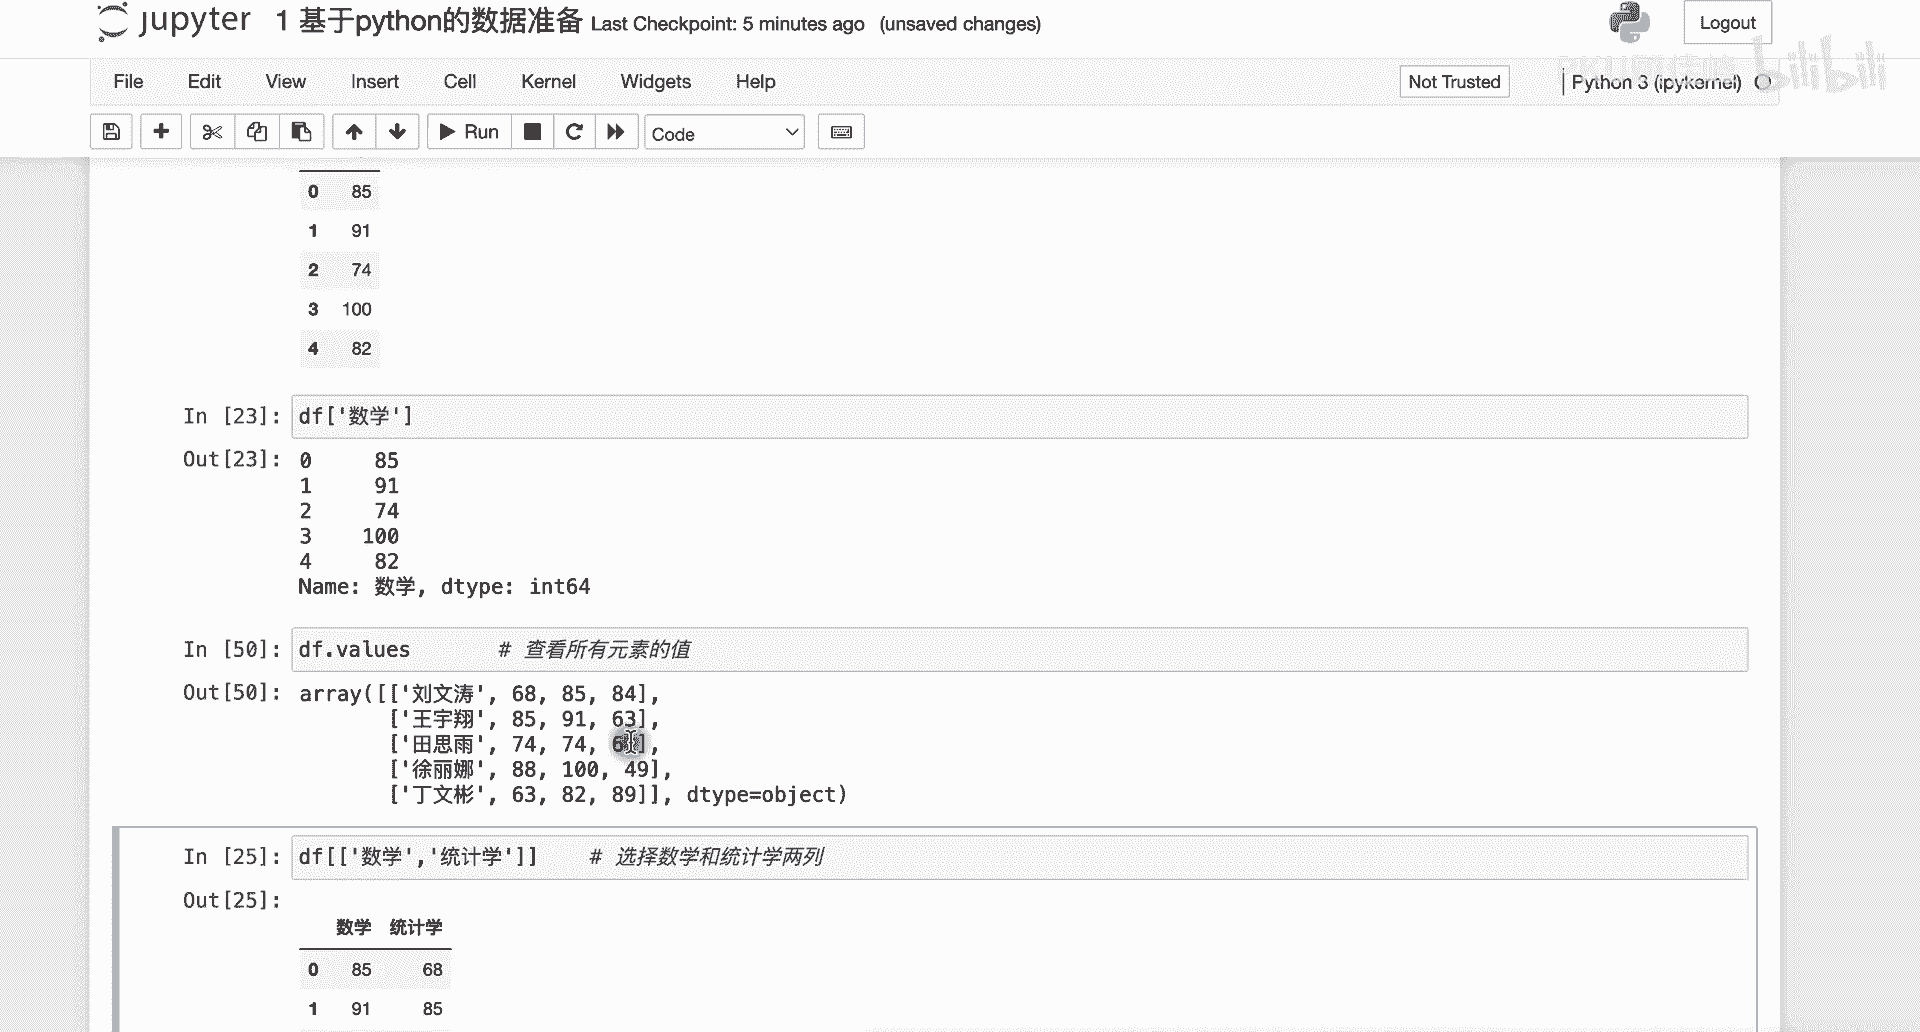 jupyter 1 基于python的数据准备 Last Checkpoint: 5 minutes ago (unsaved changes)
Logout
bilibili
File Edit View Insert Cell Kernel Widgets Help
Not Trusted
Python 3 (ipykernel)
Run
Code
0 85
1 91
2 74
3 100
4 82
In [23]: df['数学']
Out[23]: 0 85
1 91
2 74
3 100
4 82
Name: 数学, dtype: int64
In [50]: df.values # 查看所有元素的值
Out[50]: array([['刘文涛', 68, 85, 84],
['王宇翔', 85, 91, 63],
['田思雨', 74, 74, ],
['徐丽娜', 88, 100, 49],
['丁文彬', 63, 82, 89]], dtype=object)
In [25]: df[['数学','统计学']] # 选择数学和统计学两列
Out[25]:
数学 统计学
0 85 68
1 91 85